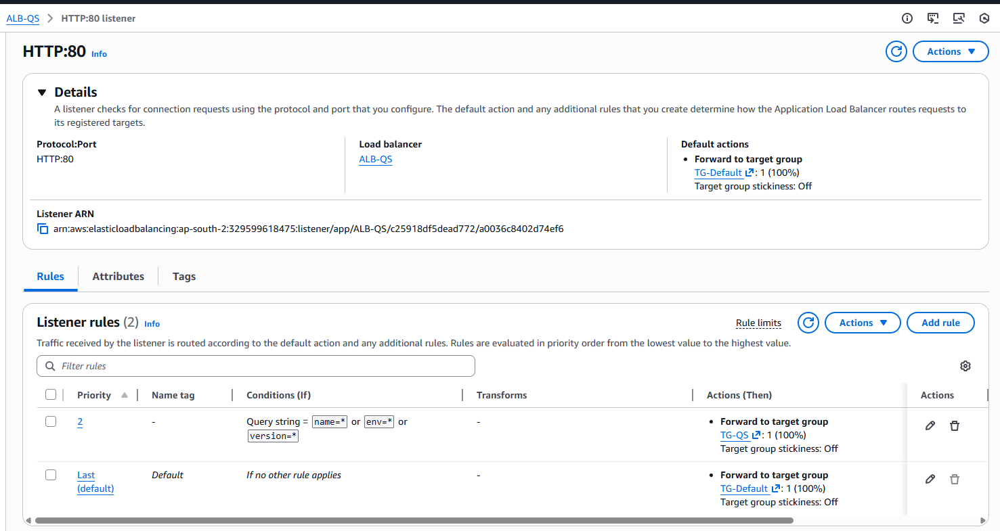 ALB-QS > HTTP:80 listener
HTTP:80 Info
Actions
Details
A listener checks for connection requests using the protocol and port that you configure. The default action and any additional rules that you create determine how the Application Load Balancer routes requests to
its registered targets.
Protocol:Port
HTTP:80
Load balancer
ALB-QS
Default actions
• Forward to target group
TG-Default : 1 (100%)
Target group stickiness: Off
Listener ARN
arn:aws:elasticloadbalancing:ap-south-2:329599618475:listener/app/ALB-QS/c25918df5dead772/a0036c8402d74ef6
Rules Attributes Tags
Listener rules (2) Info
Rule limits Actions Add rule
Traffic received by the listener is routed according to the default action and any additional rules. Rules are evaluated in priority order from the lowest value to the highest value.
Filter rules
Priority Name tag Conditions (If) Transforms Actions (Then) Actions
2 - Query string = name=* or env=* or - • Forward to target group
version=* TG-QS : 1 (100%)
Target group stickiness: Off
Last Default If no other rule applies - • Forward to target group
(default) TG-Default : 1 (100%)
Target group stickiness: Off